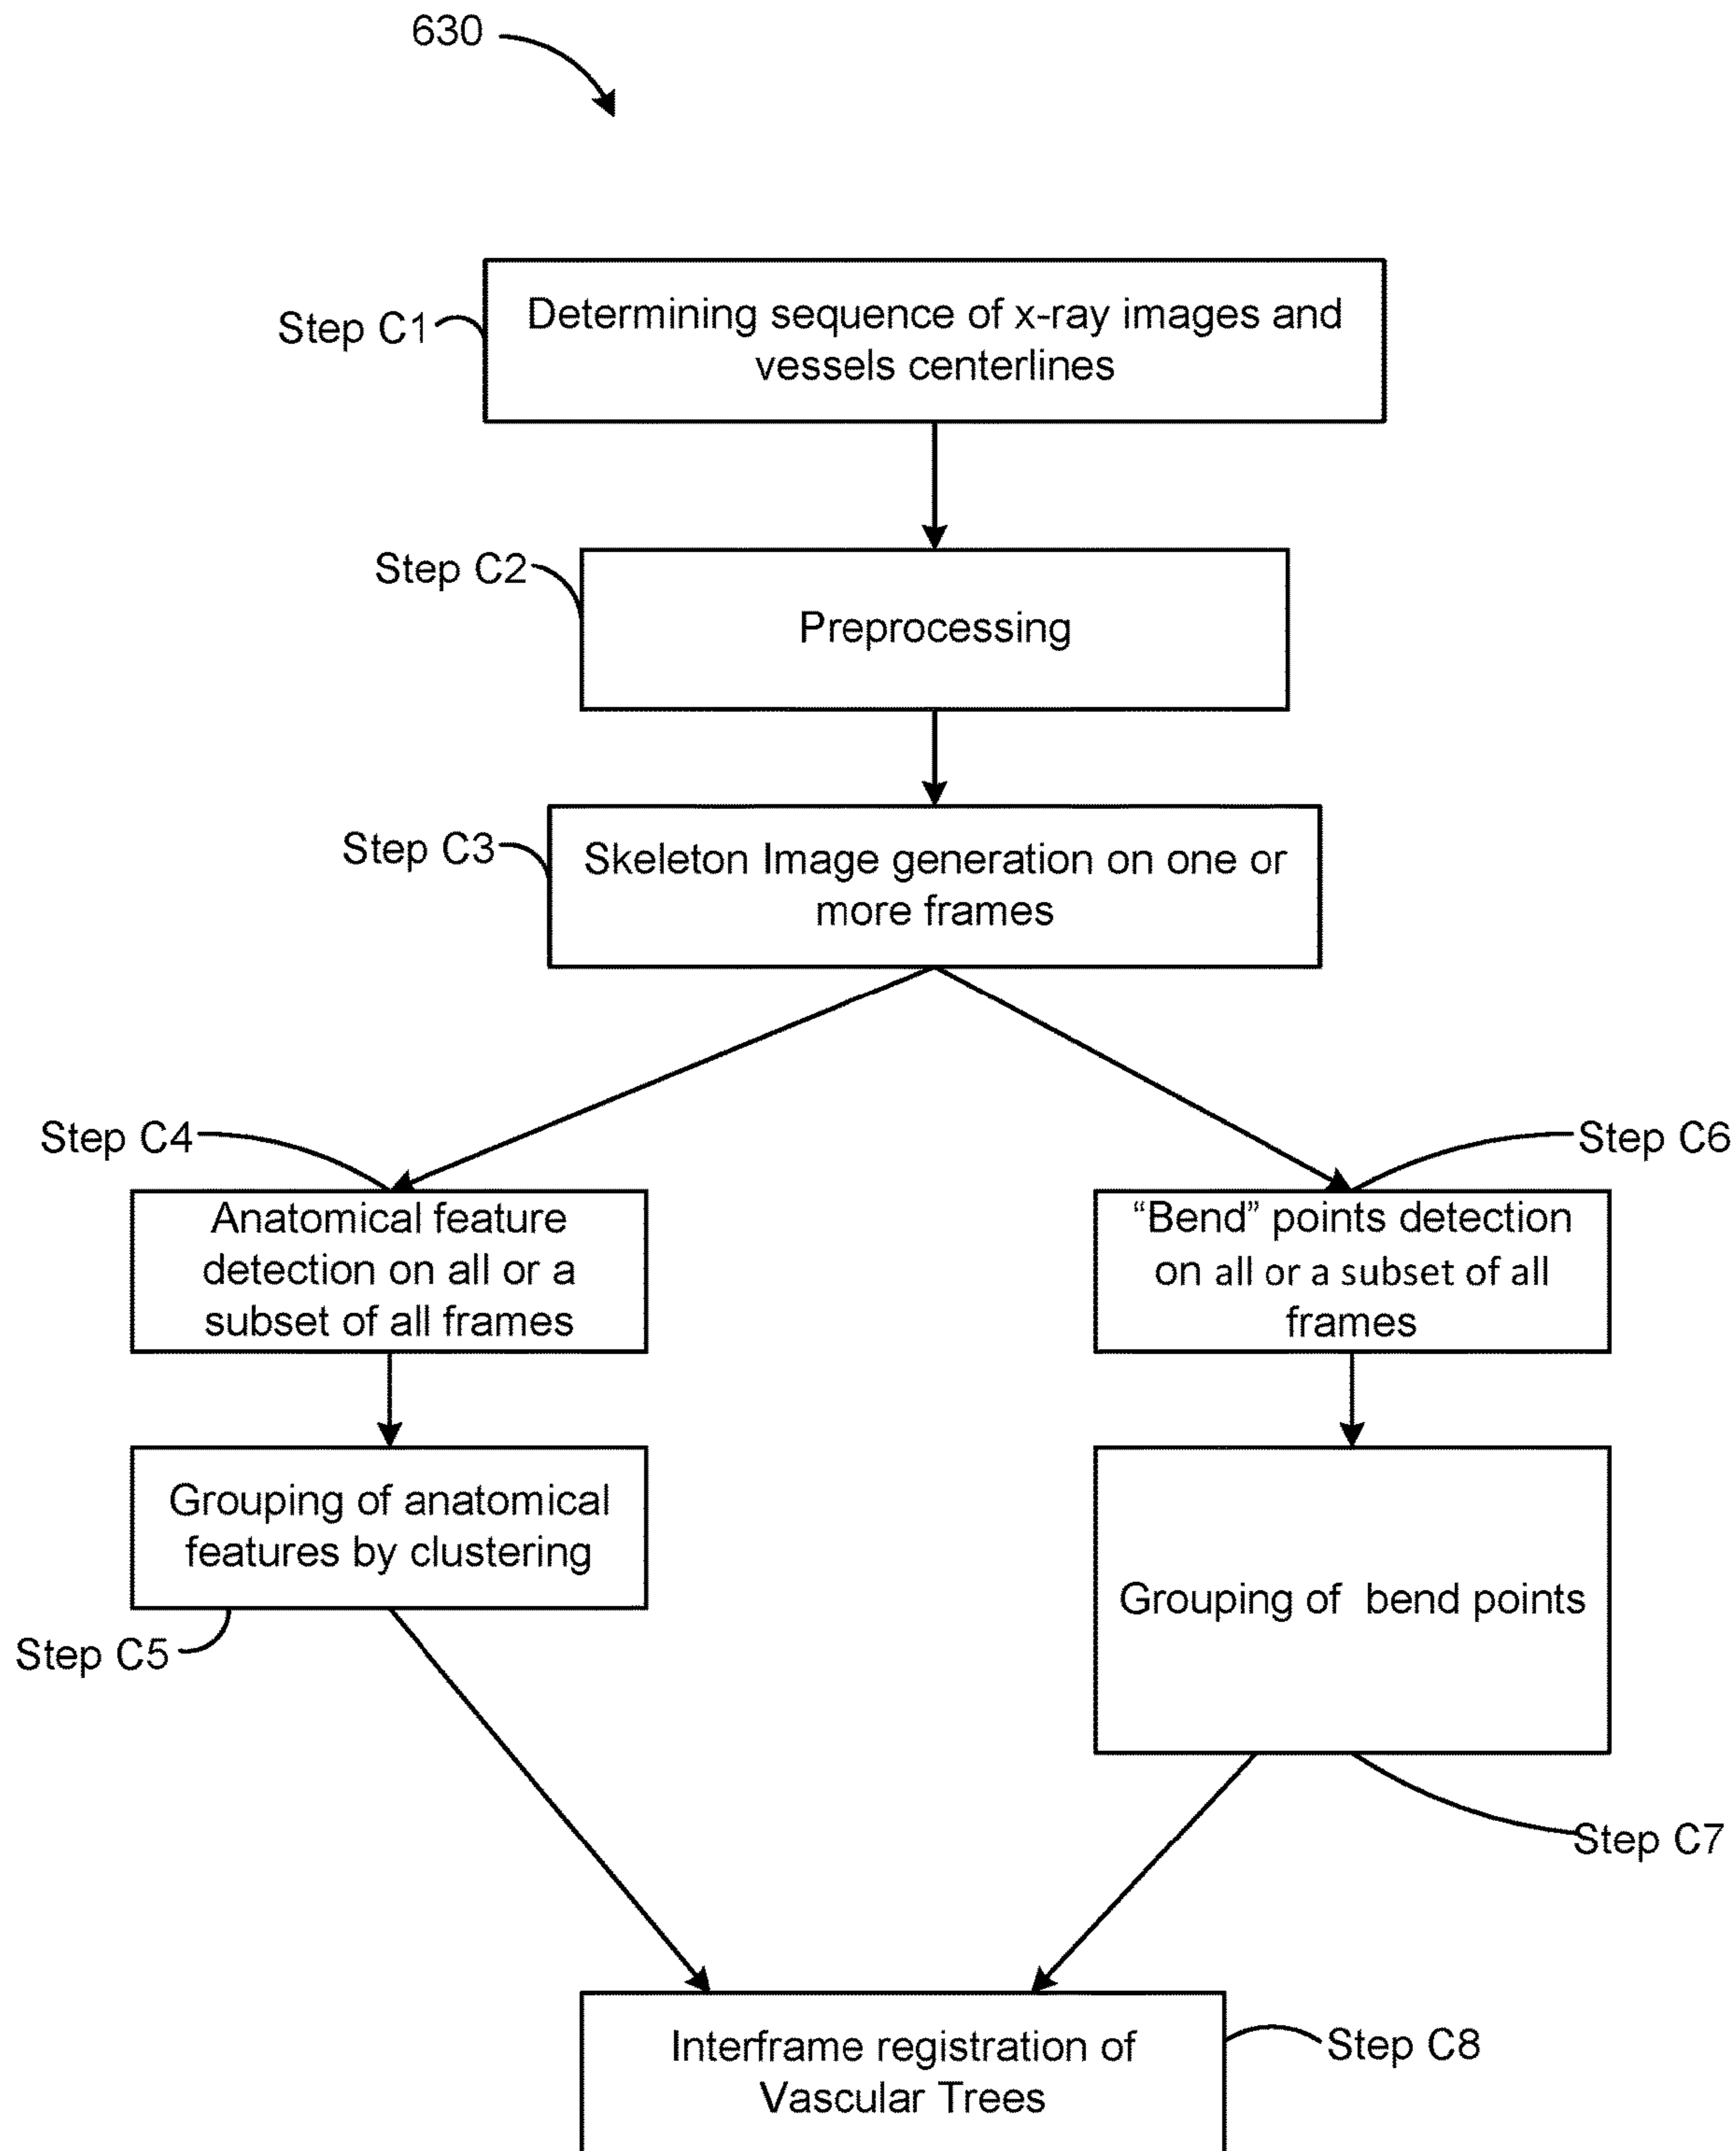 630
Step C1
Determining sequence of x-ray images and
vessels centerlines
Step C2
Preprocessing
Step C3
Skeleton Image generation on one or
more frames
Step C4
Anatomical feature
detection on all or a
subset of all frames
Step C6
“Bend” points detection
on all or a subset of all
frames
Grouping of anatomical
features by clustering
Step C5
Grouping of bend points
Step C7
Interframe registration of
Vascular Trees
Step C8